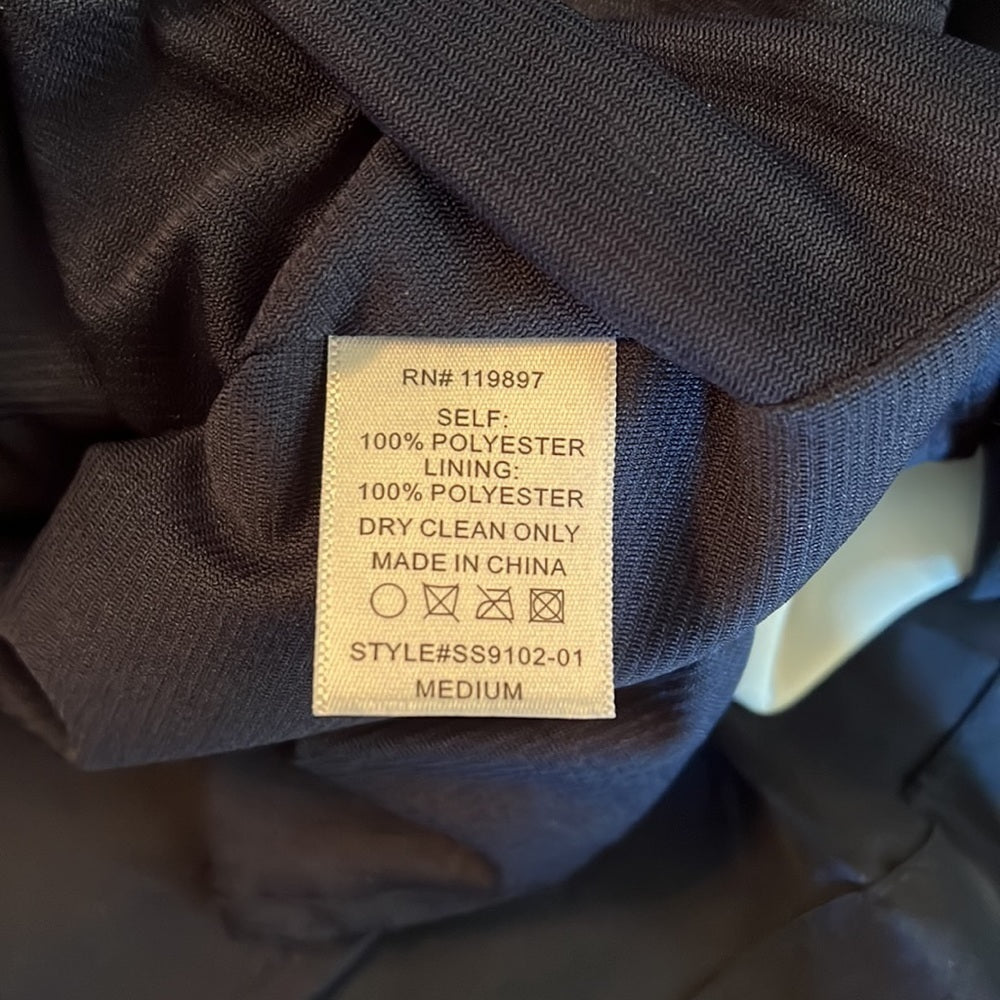 RN# 119897
SELF:
100% POLYESTER
LINING:
100% POLYESTER
DRY CLEAN ONLY
MADE IN CHINA
STYLE#SS9102-01
MEDIUM